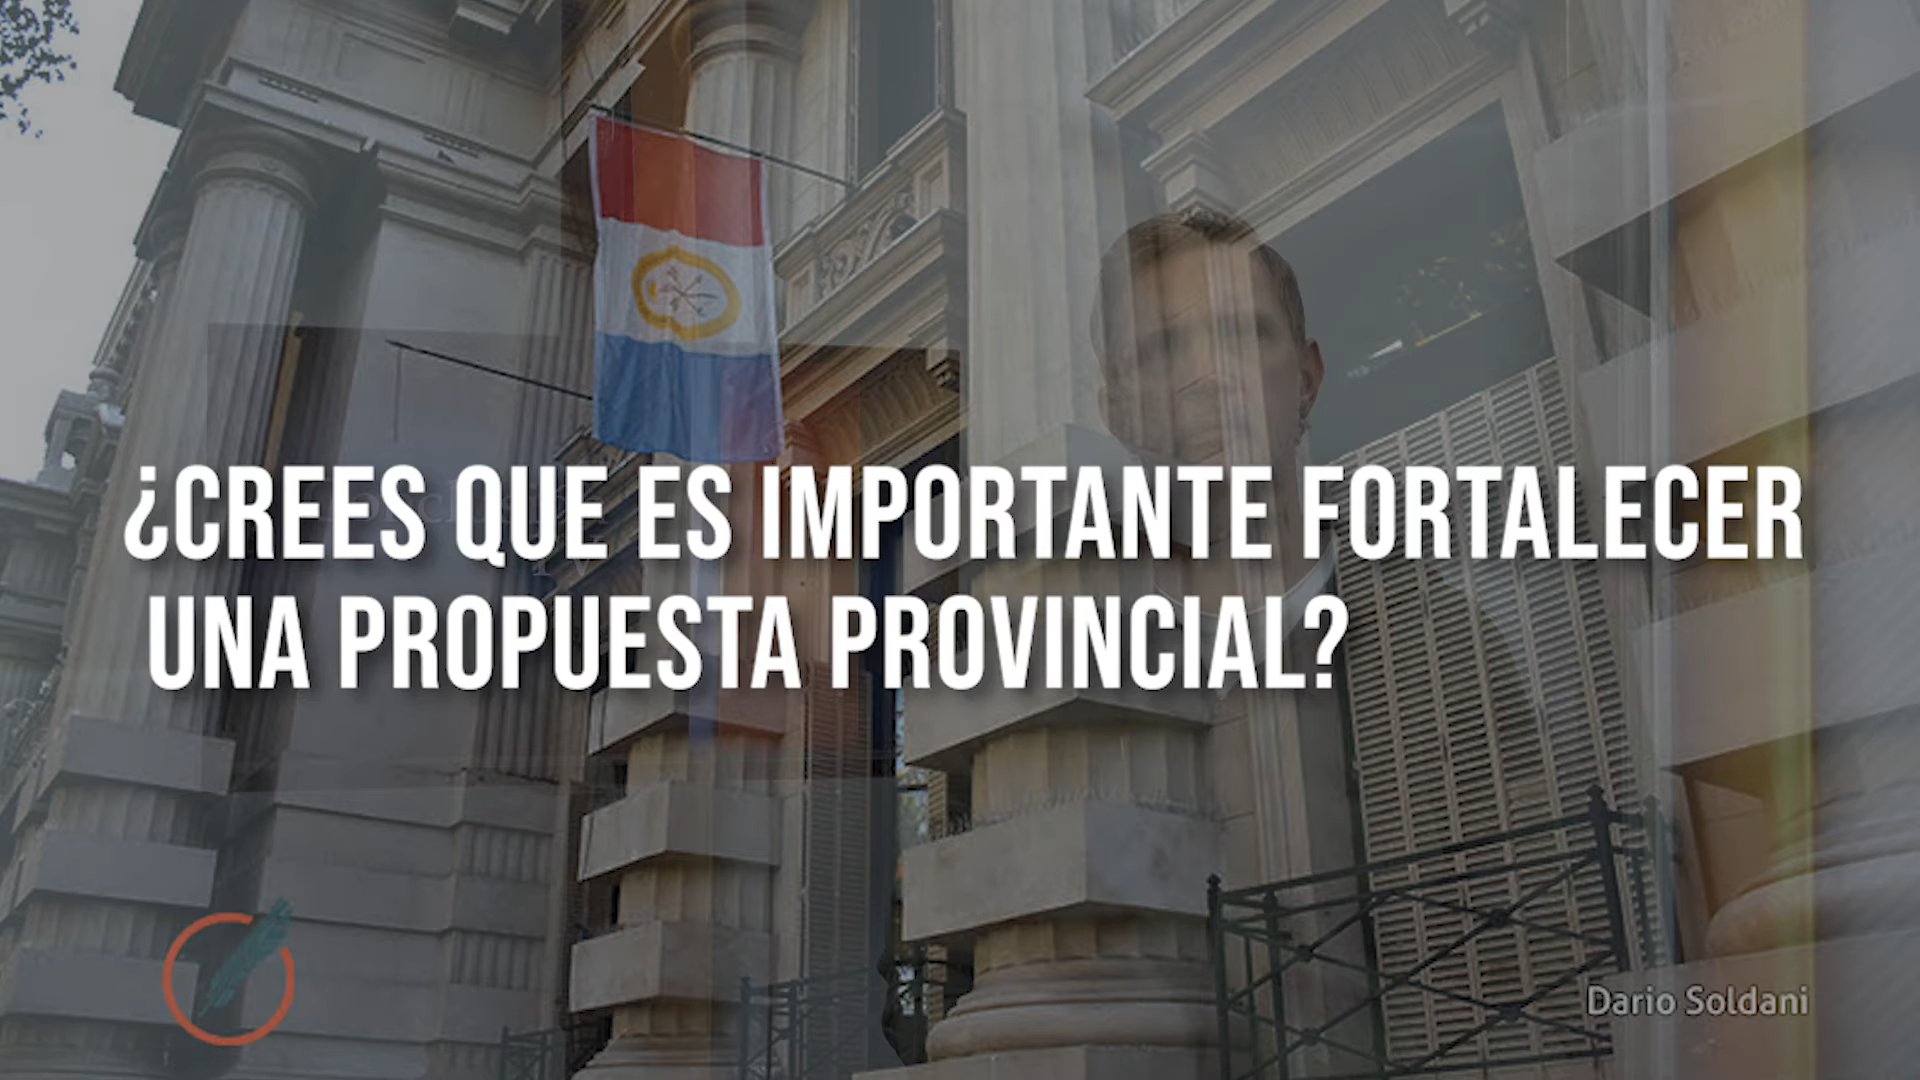 ¿CREES QUE ES IMPORTANTE FORTALECER
UNA PROPUESTA PROVINCIAL?
Dario Soldani